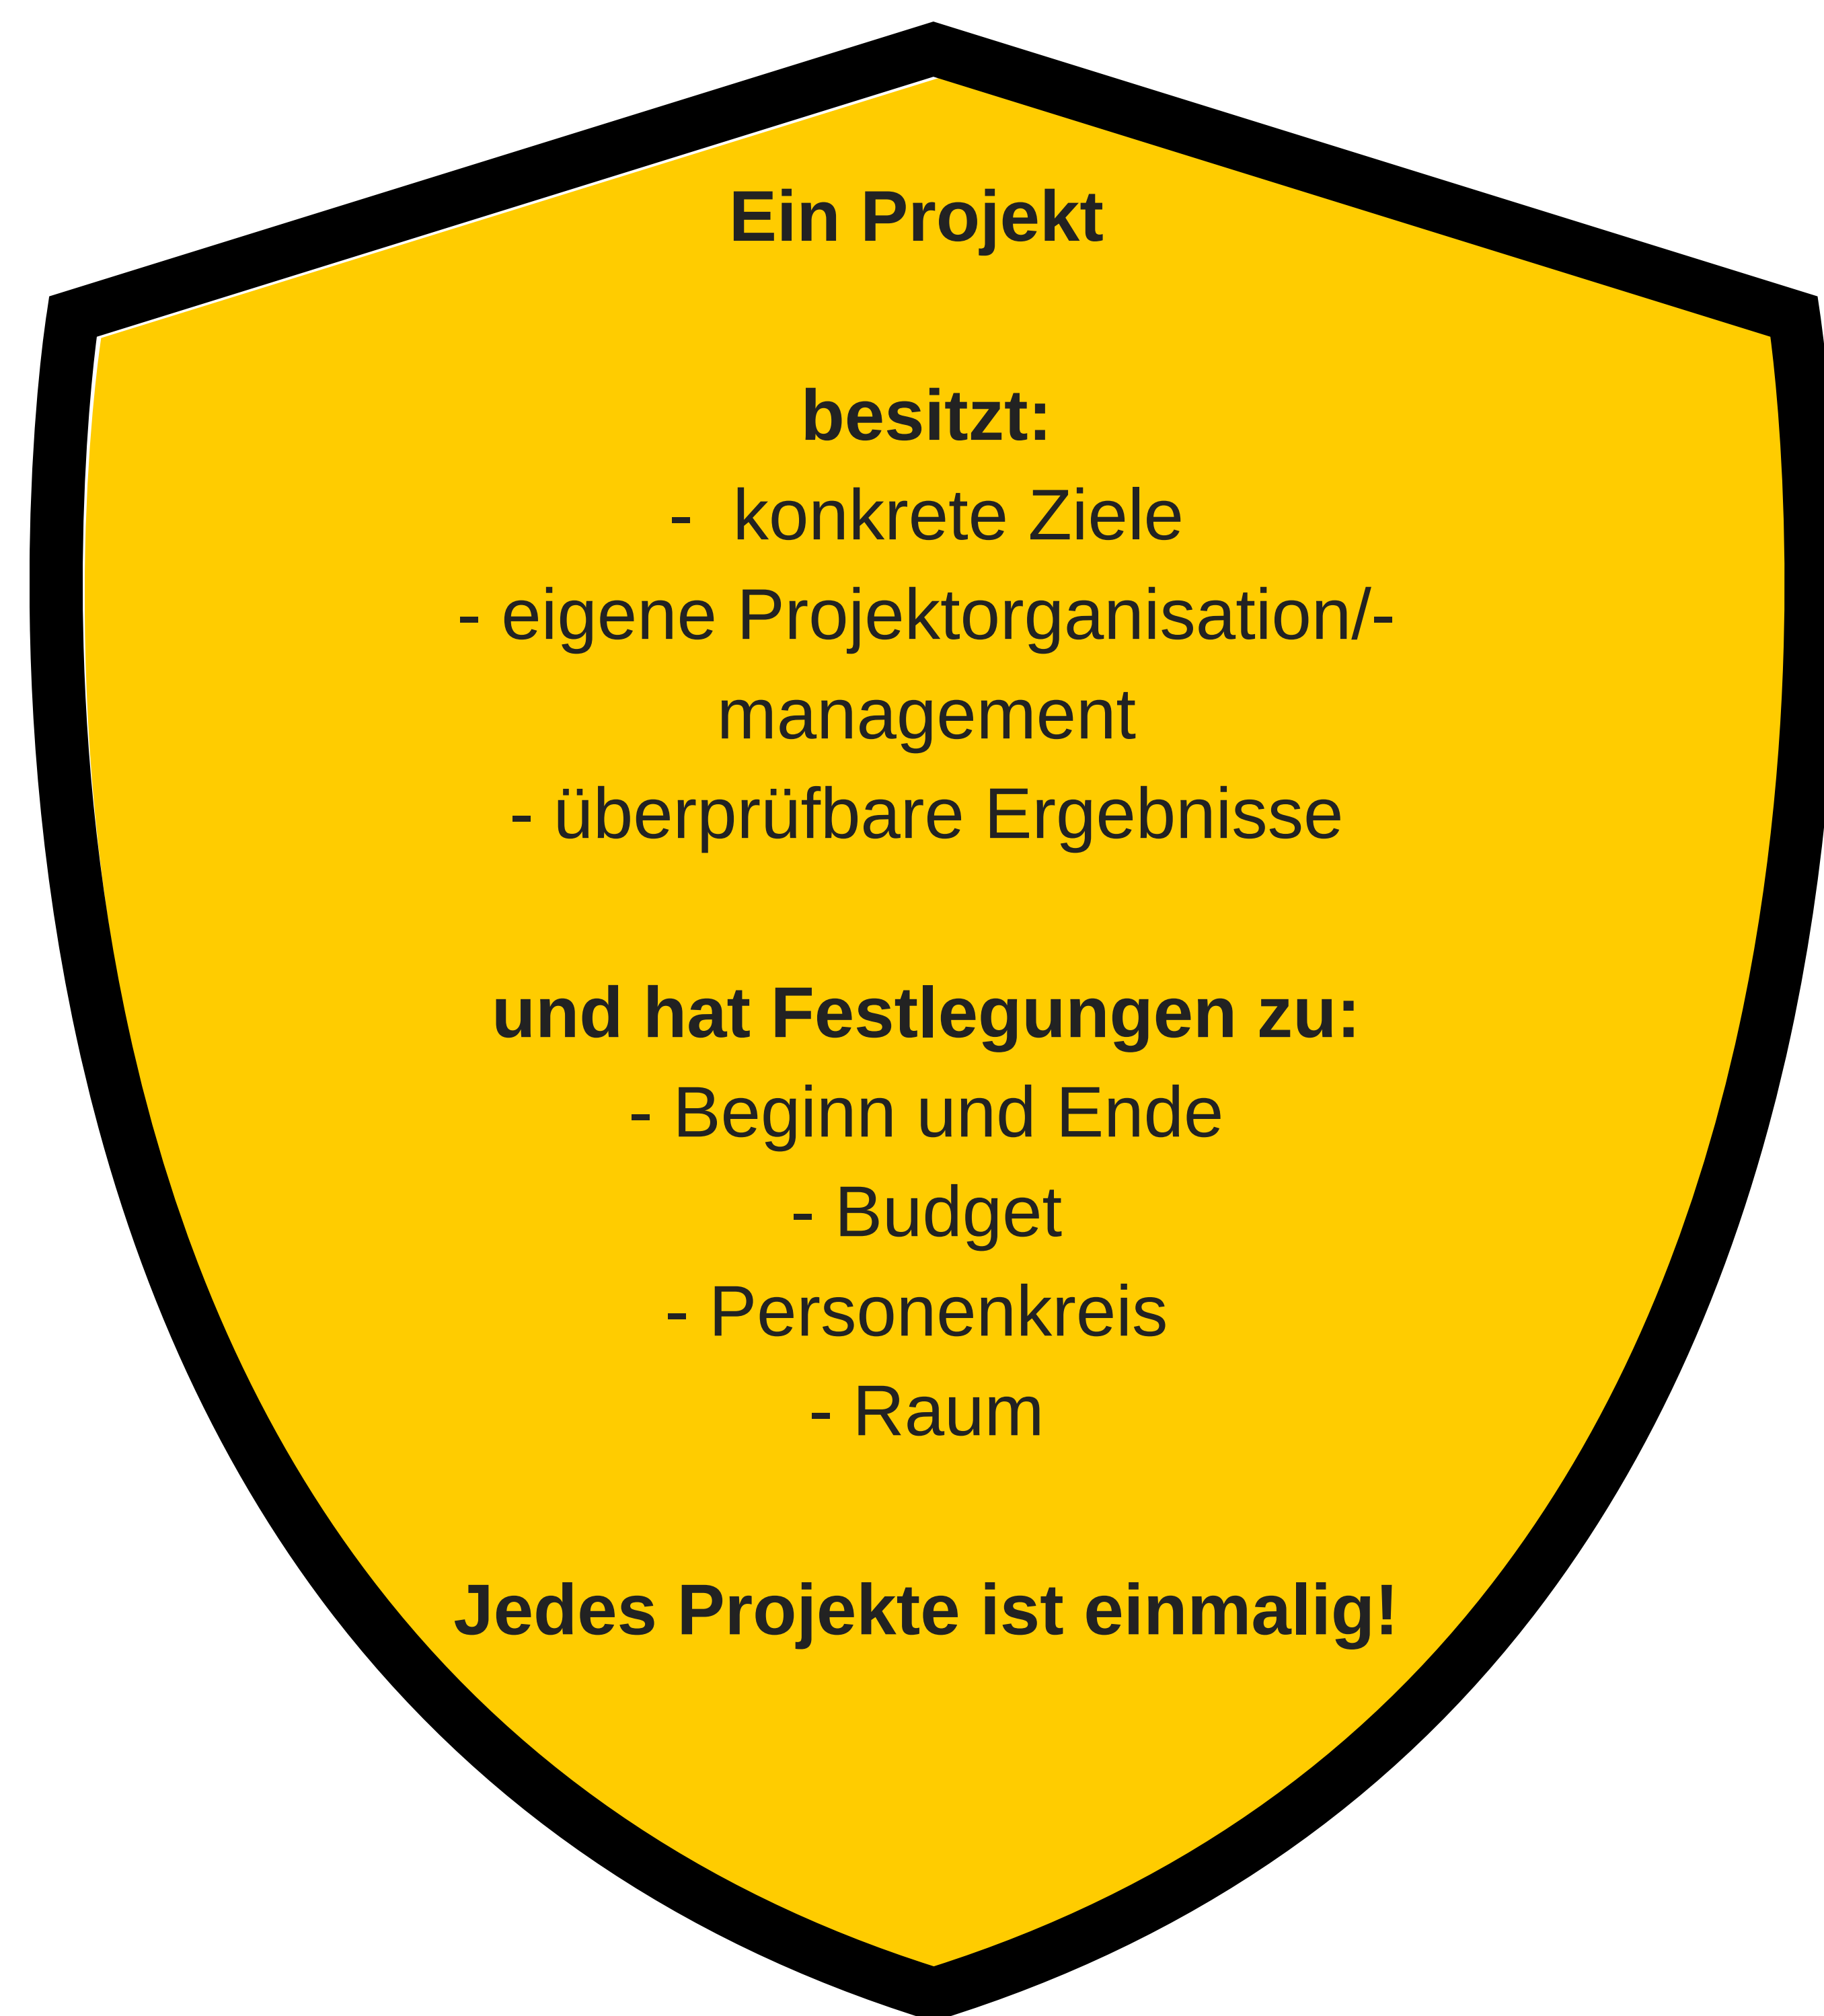 Ein Projekt
besitzt:
-  konkrete Ziele
- eigene Projektorganisation/-
management
- überprüfbare Ergebnisse
und hat Festlegungen zu:
- Beginn und Ende
- Budget
- Personenkreis
- Raum
Jedes Projekte ist einmalig!